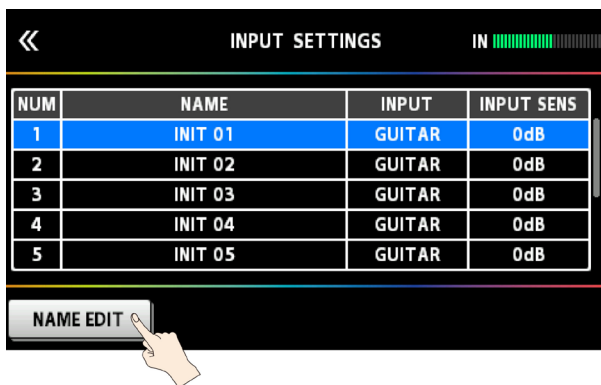 INPUT SETTINGS IN
NUM NAME INPUT INPUT SENS
1 INIT 01 GUITAR 0dB
2 INIT 02 GUITAR 0dB
3 INIT 03 GUITAR 0dB
4 INIT 04 GUITAR 0dB
5 INIT 05 GUITAR 0dB
NAME EDIT